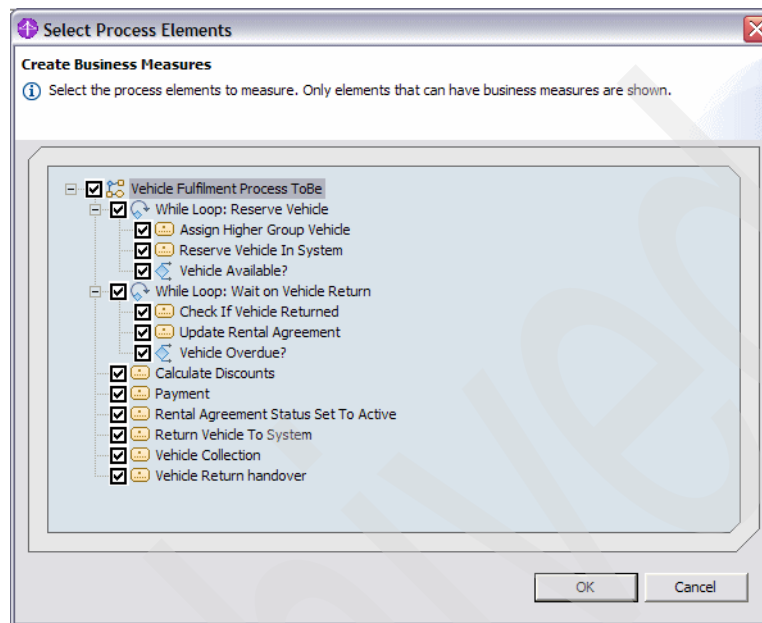 Select Process Elements
Create Business Measures
Select the process elements to measure. Only elements that can have business measures are shown.
Vehicle Fulfilment Process ToBe
While Loop: Reserve Vehicle
Assign Higher Group Vehicle
Reserve Vehicle In System
Vehicle Available?
While Loop: Wait on Vehicle Return
Check If Vehicle Returned
Update Rental Agreement
Vehicle Overdue?
Calculate Discounts
Payment
Rental Agreement Status Set To Active
Return Vehicle To System
Vehicle Collection
Vehicle Return handover
OK Cancel